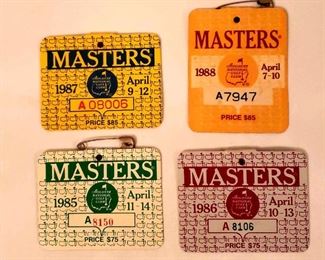 MASTERS
1987
April
9-12
A 08006
PRICE $85
MASTERS
1988
April
7-10
A7947
PRICE $85
MASTERS
1985
April
11-14
A 8150
PRICE $75
MASTERS
1986
April
10-13
A 8106
PRICE $75